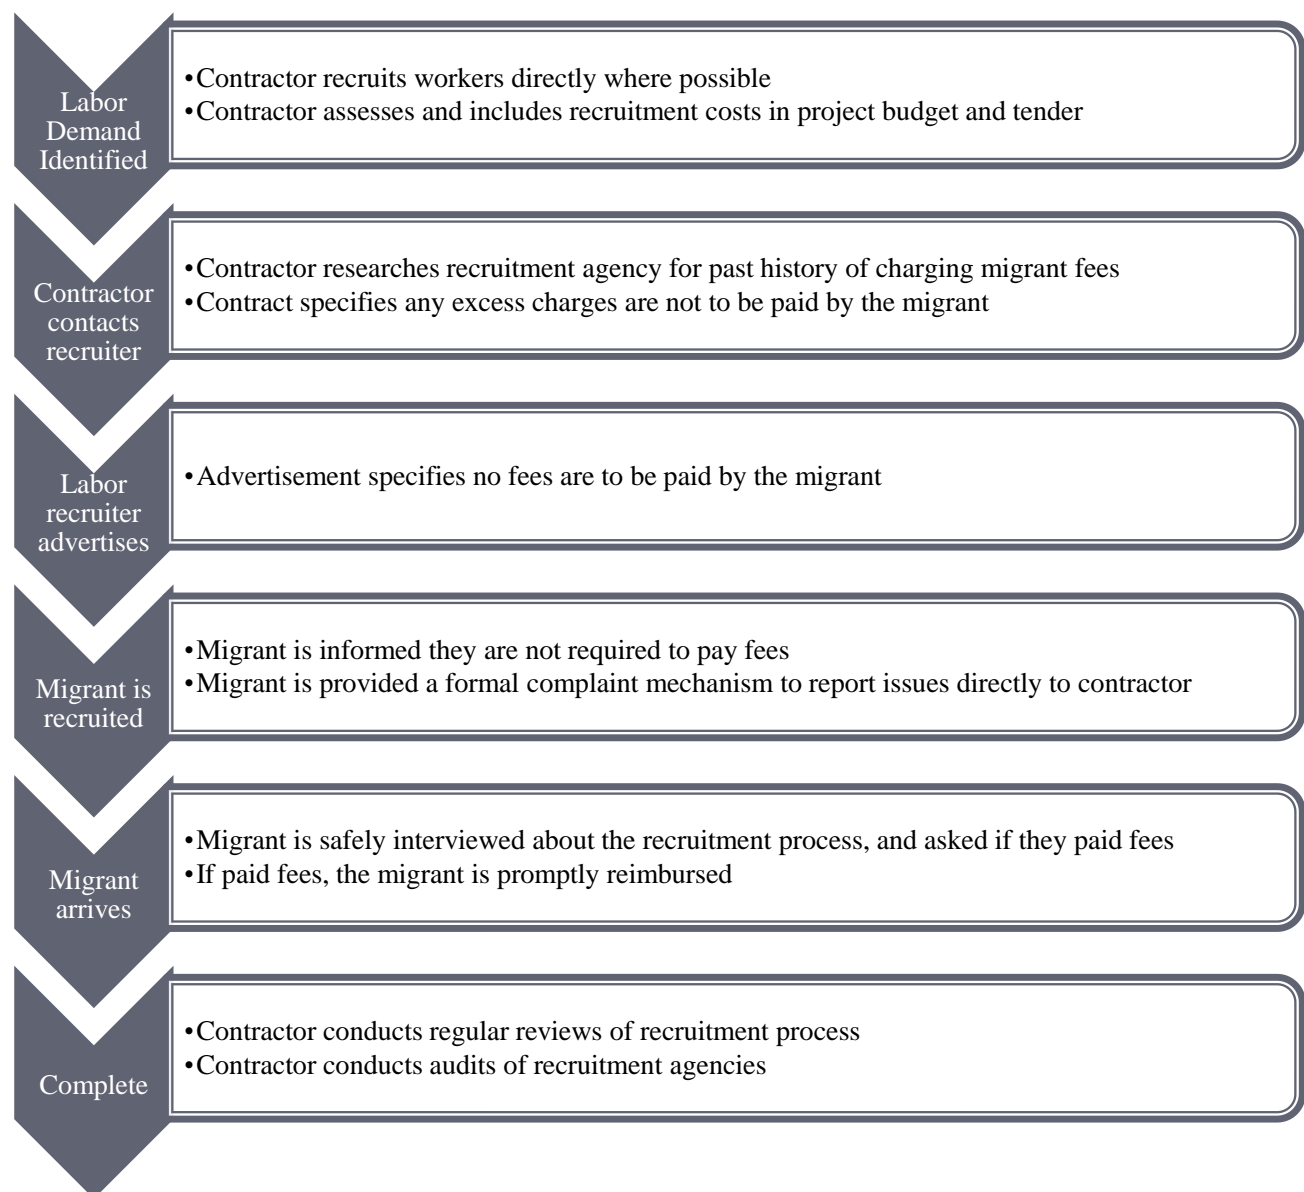 Labor
Demand
Identified
•Contractor recruits workers directly where possible
•Contractor assesses and includes recruitment costs in project budget and tender
Contractor
contacts
recruiter
•Contractor researches recruitment agency for past history of charging migrant fees
•Contract specifies any excess charges are not to be paid by the migrant
Labor
recruiter
advertises
•Advertisement specifies no fees are to be paid by the migrant
Migrant is
recruited
•Migrant is informed they are not required to pay fees
•Migrant is provided a formal complaint mechanism to report issues directly to contractor
Migrant
arrives
•Migrant is safely interviewed about the recruitment process, and asked if they paid fees
•If paid fees, the migrant is promptly reimbursed
Complete
•Contractor conducts regular reviews of recruitment process
•Contractor conducts audits of recruitment agencies